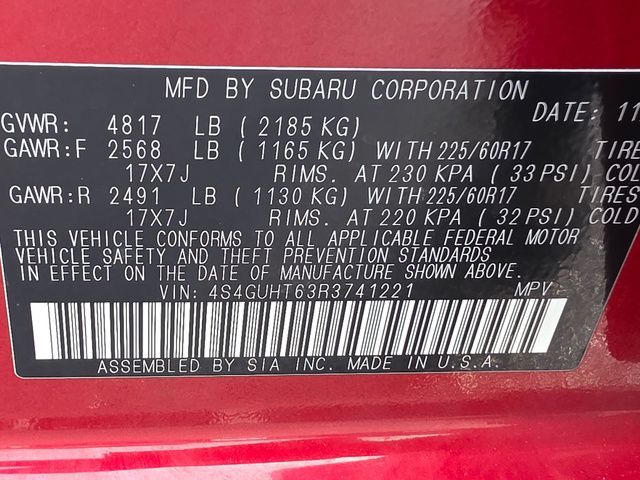 MFD BY SUBARU CORPORATION
DATE: 11
GVWR: 4817 LB (2185 KG)
GAWR:F 2568 LB (1165 KG) WITH 225/60R17 TIRE
17X7J RIMS. AT 230 KPA (33 PSI) COL
GAWR:R 2491 LB (1130 KG) WITH 225/60R17 TIRES
17X7J RIMS. AT 220 KPA (32 PSI) COLD
THIS VEHICLE CONFORMS TO ALL APPLICABLE FEDERAL MOTOR
VEHICLE SAFETY AND THEFT PREVENTION STANDARDS
IN EFFECT ON THE DATE OF MANUFACTURE SHOWN ABOVE.
VIN: 4S4GUHT63R3741221 MPV
ASSEMBLED BY SIA INC. MADE IN U.S.A.